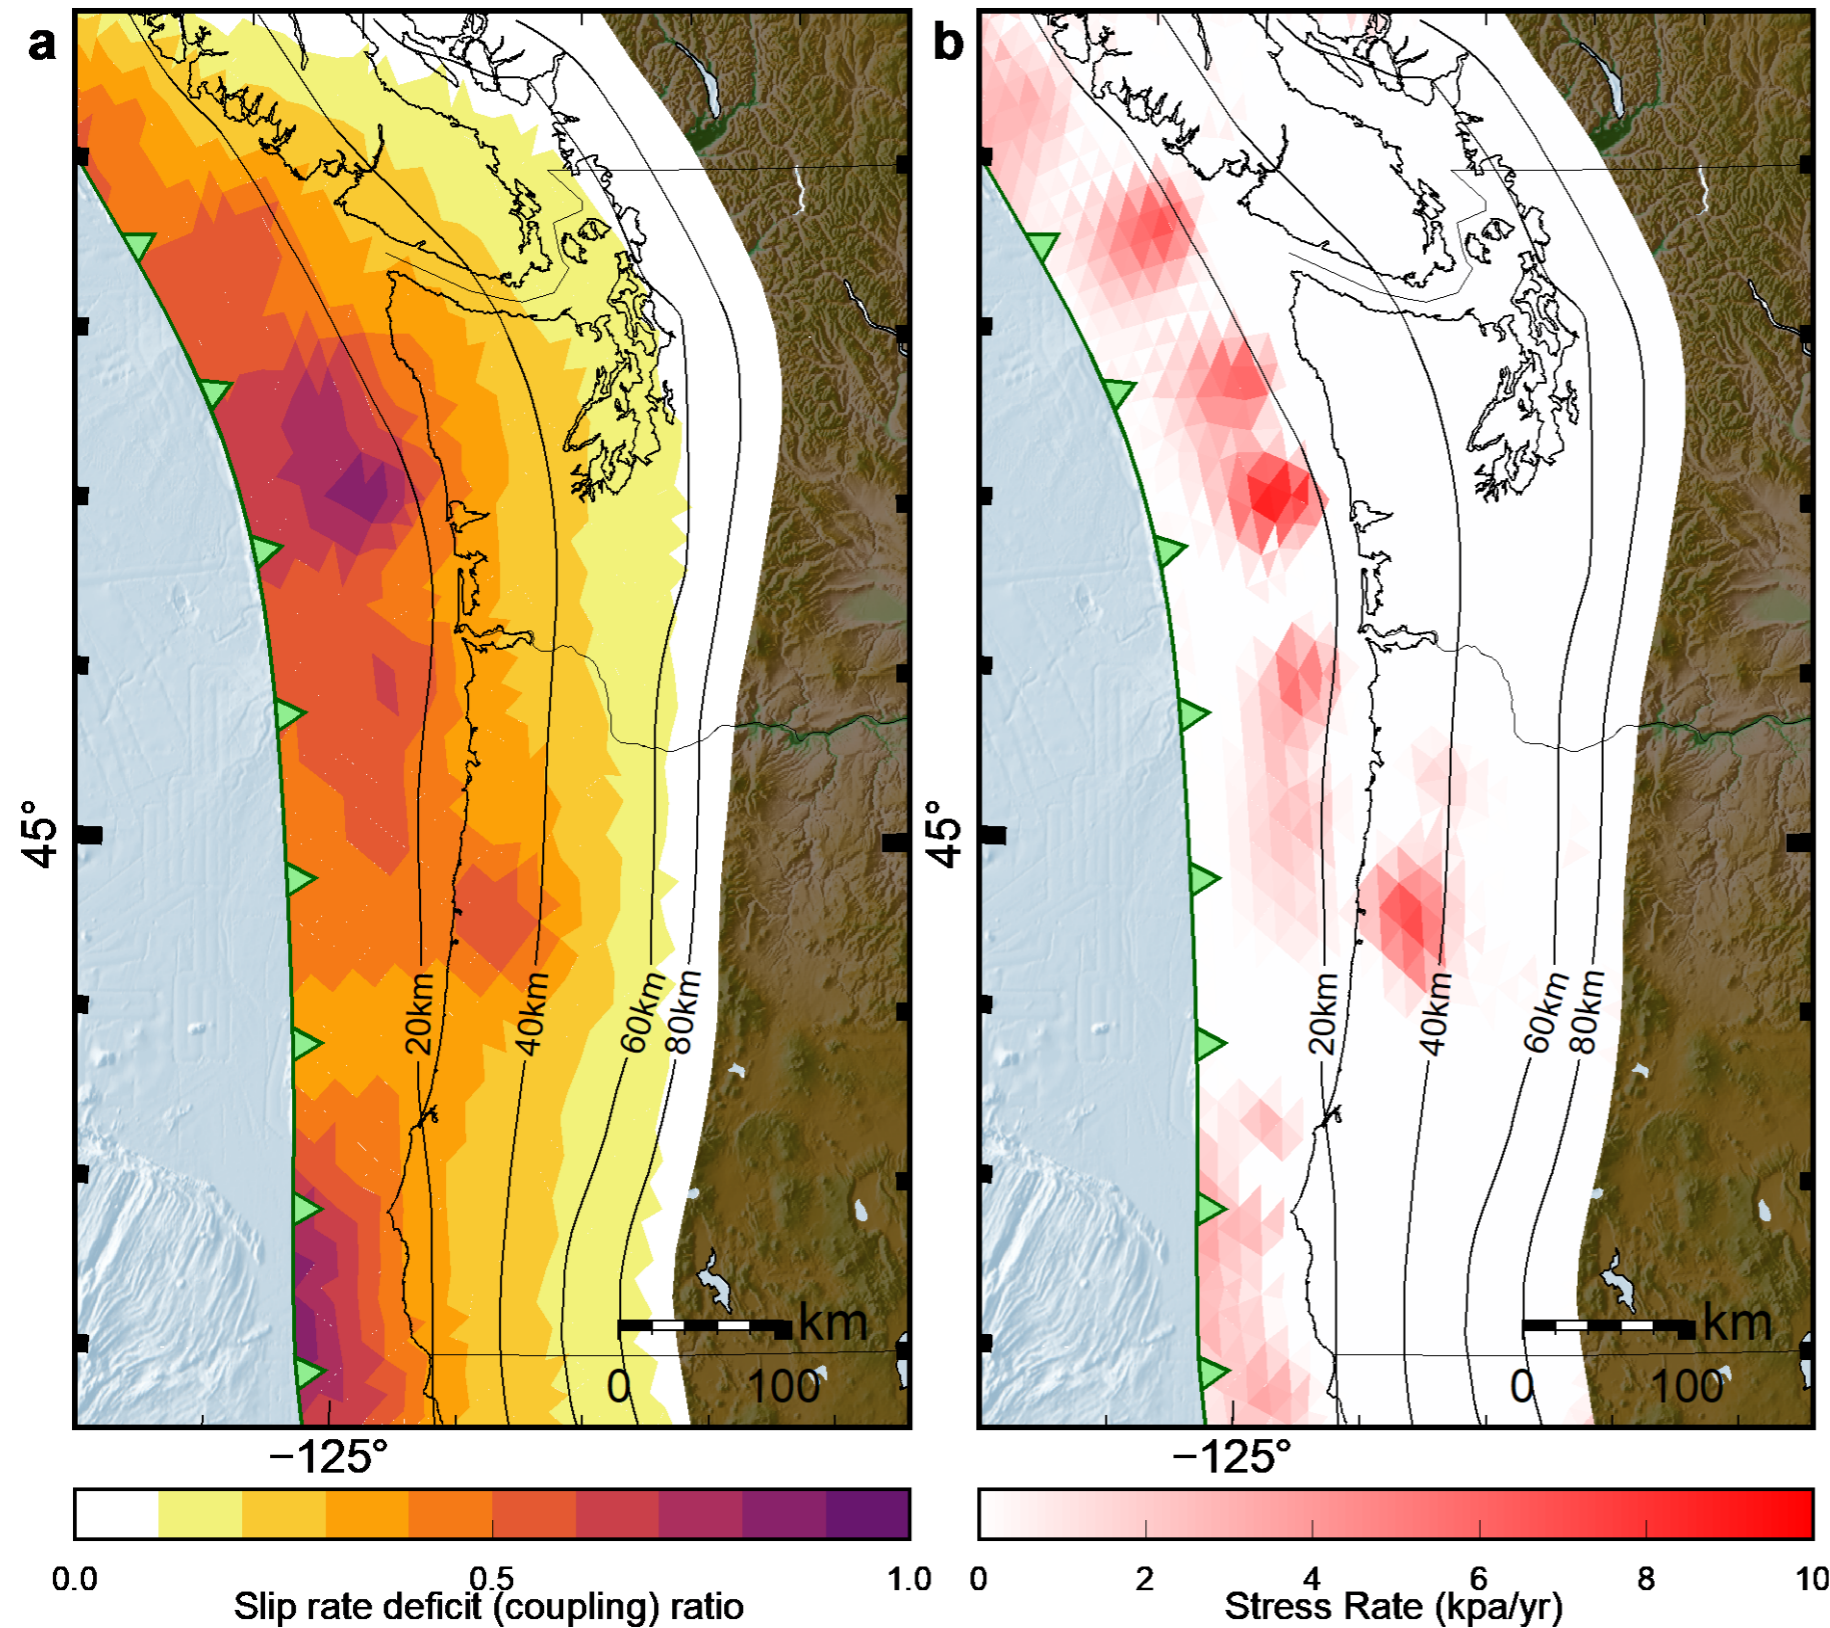 a
b
45°
45°
20km
40km
60km
80km
20km
40km
60km
80km
km
0 100
km
0 100
−125°
−125°
0.0 0.5 1.0
Slip rate deficit (coupling) ratio
0 2 4 6 8 10
Stress Rate (kpa/yr)